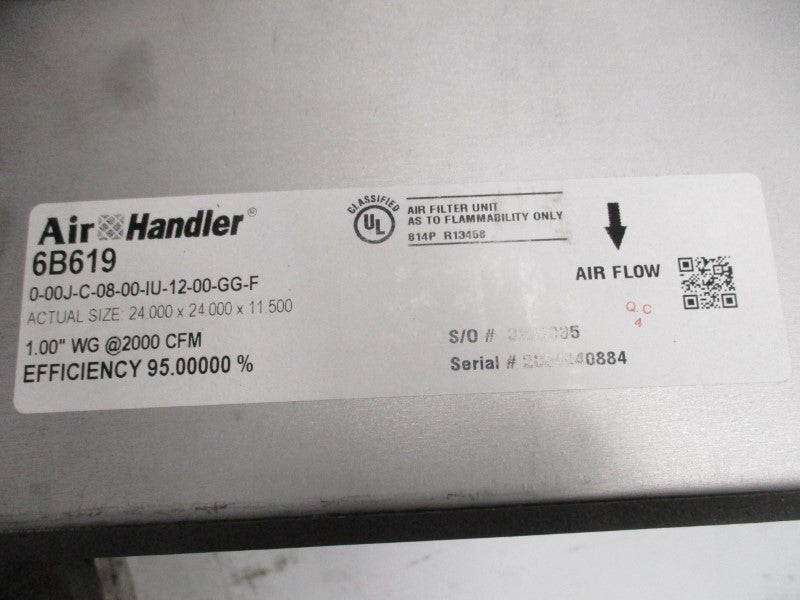 Air Handler®
6B619
0-00J-C-08-00-IU-12-00-GG-F
ACTUAL SIZE: 24.000 x 24.000 x 11.500
1.00" WG @2000 CFM
EFFICIENCY 95.00000 %
CLASSIFIED
UL
AIR FILTER UNIT
AS TO FLAMMABILITY ONLY
814P R13458
AIR FLOW
Q.C
4
S/O #
Serial #